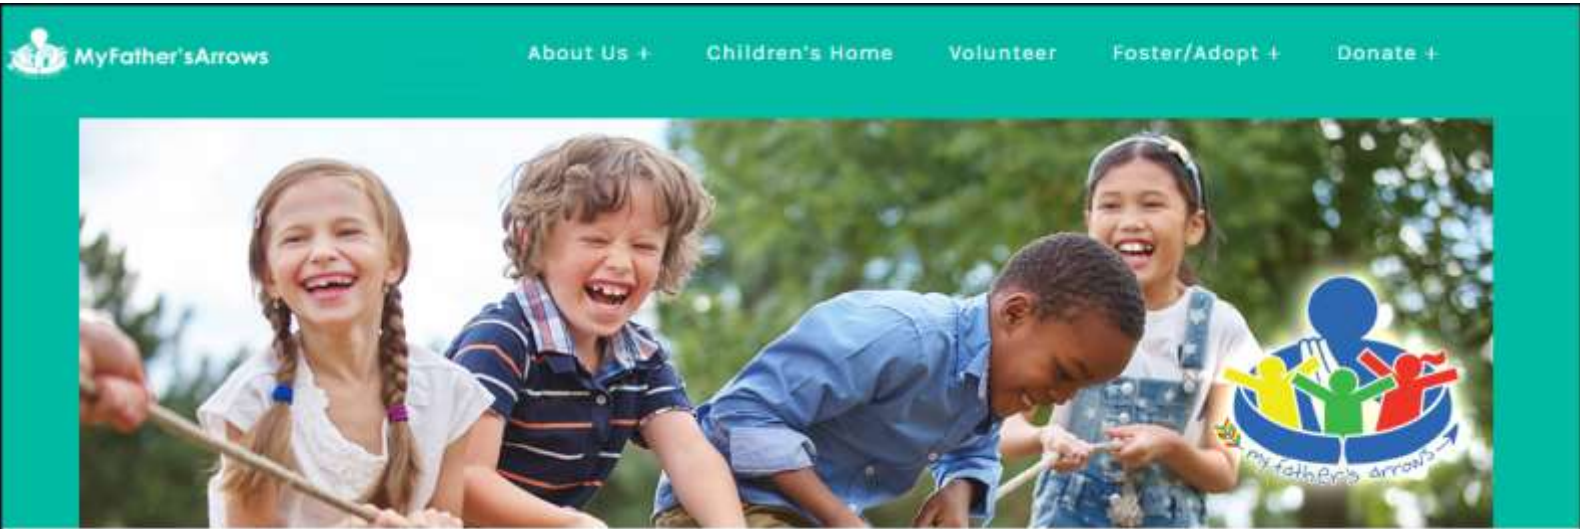 MyFather'sArrows
About Us +
Children's Home
Volunteer
Foster/Adopt +
Donate +
my father's arrows